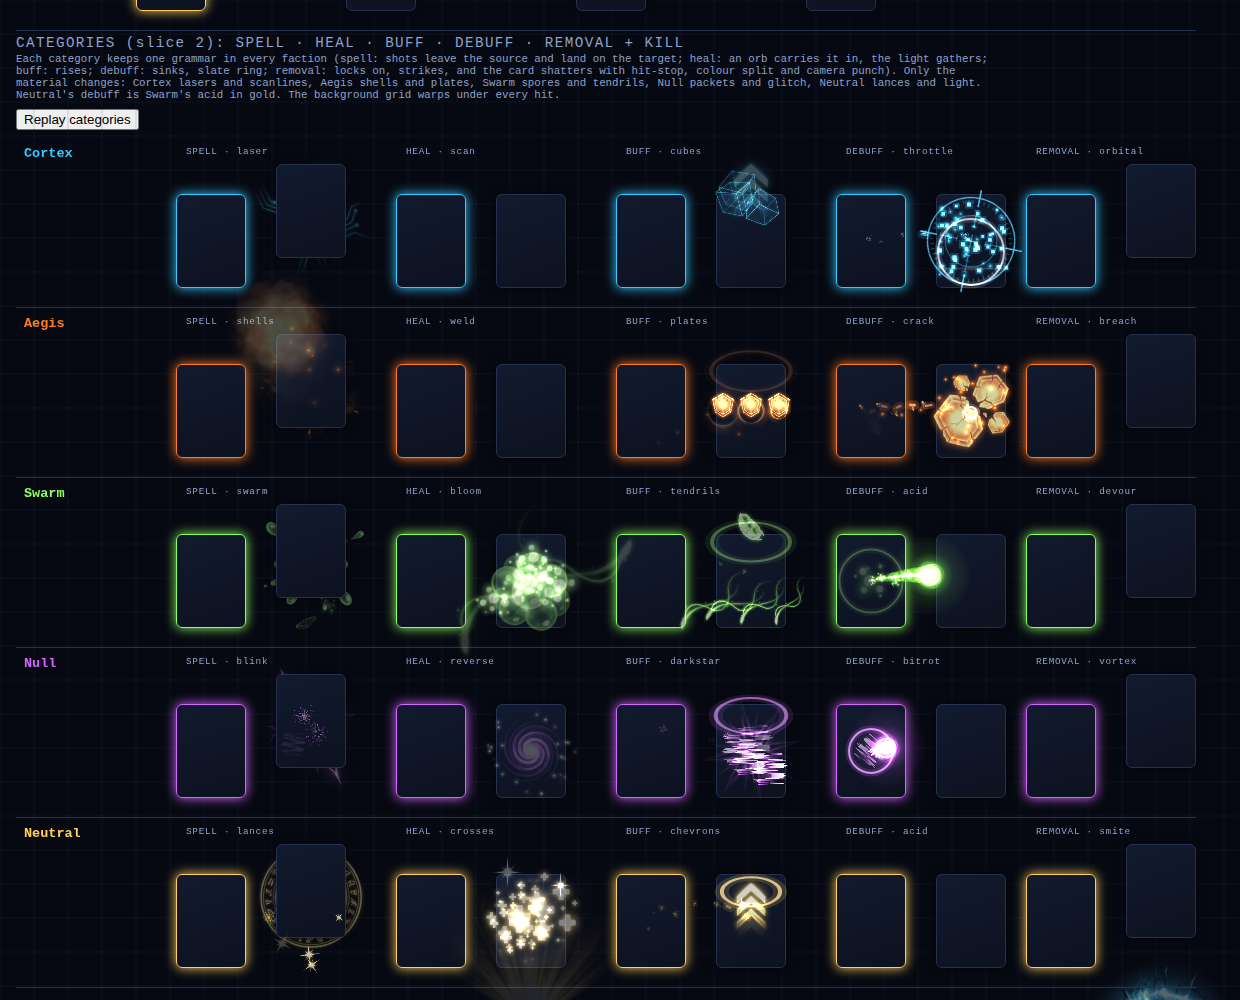 CATEGORIES (slice 2): SPELL · HEAL · BUFF · DEBUFF · REMOVAL + KILL
Each category keeps one grammar in every faction (spell: shots leave the source and land on the target; heal: an orb carries it in, the light gathers;
buff: rises; debuff: sinks, slate ring; removal: locks on, strikes, and the card shatters with hit-stop, colour split and camera punch). Only the
material changes: Cortex lasers and scanlines, Aegis shells and plates, Swarm spores and tendrils, Null packets and glitch, Neutral lances and light.
Neutral's debuff is Swarm's acid in gold. The background grid warps under every hit.
Replay categories
Cortex
SPELL · laser
HEAL · scan
BUFF · cubes
DEBUFF · throttle
REMOVAL · orbital
Aegis
SPELL · shells
HEAL · weld
BUFF · plates
DEBUFF · crack
REMOVAL · breach
Swarm
SPELL · swarm
HEAL · bloom
BUFF · tendrils
DEBUFF · acid
REMOVAL · devour
Null
SPELL · blink
HEAL · reverse
BUFF · darkstar
DEBUFF · bitrot
REMOVAL · vortex
Neutral
SPELL · lances
HEAL · crosses
BUFF · chevrons
DEBUFF · acid
REMOVAL · smite